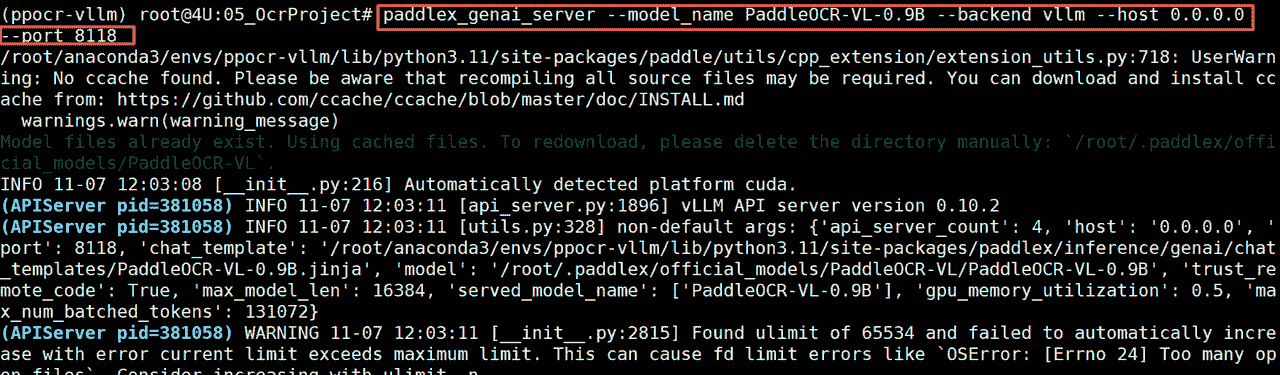 (ppocr-vllm) root@4U:05_OcrProject# paddlex_genai_server --model_name PaddleOCR-VL-0.9B --backend vllm --host 0.0.0.0
--port 8118
/root/anaconda3/envs/ppocr-vllm/lib/python3.11/site-packages/paddle/utils/cpp_extension/extension_utils.py:718: UserWarn
ing: No ccache found. Please be aware that recompiling all source files may be required. You can download and install cc
ache from: https://github.com/ccache/ccache/blob/master/doc/INSTALL.md
  warnings.warn(warning_message)
Model files already exist. Using cached files. To redownload, please delete the directory manually: `/root/.paddlex/offi
cial_models/PaddleOCR-VL`.
INFO 11-07 12:03:08 [__init__.py:216] Automatically detected platform cuda.
(APIServer pid=381058) INFO 11-07 12:03:11 [api_server.py:1896] vLLM API server version 0.10.2
(APIServer pid=381058) INFO 11-07 12:03:11 [utils.py:328] non-default args: {'api_server_count': 4, 'host': '0.0.0.0', '
port': 8118, 'chat_template': '/root/anaconda3/envs/ppocr-vllm/lib/python3.11/site-packages/paddlex/inference/genai/chat
_templates/PaddleOCR-VL-0.9B.jinja', 'model': '/root/.paddlex/official_models/PaddleOCR-VL/PaddleOCR-VL-0.9B', 'trust_re
mote_code': True, 'max_model_len': 16384, 'served_model_name': ['PaddleOCR-VL-0.9B'], 'gpu_memory_utilization': 0.5, 'ma
x_num_batched_tokens': 131072}
(APIServer pid=381058) WARNING 11-07 12:03:11 [__init__.py:2815] Found ulimit of 65534 and failed to automatically incre
ase with error current limit exceeds maximum limit. This can cause fd limit errors like `OSError: [Errno 24] Too many op
en files`. Consider increasing with ulimit -n